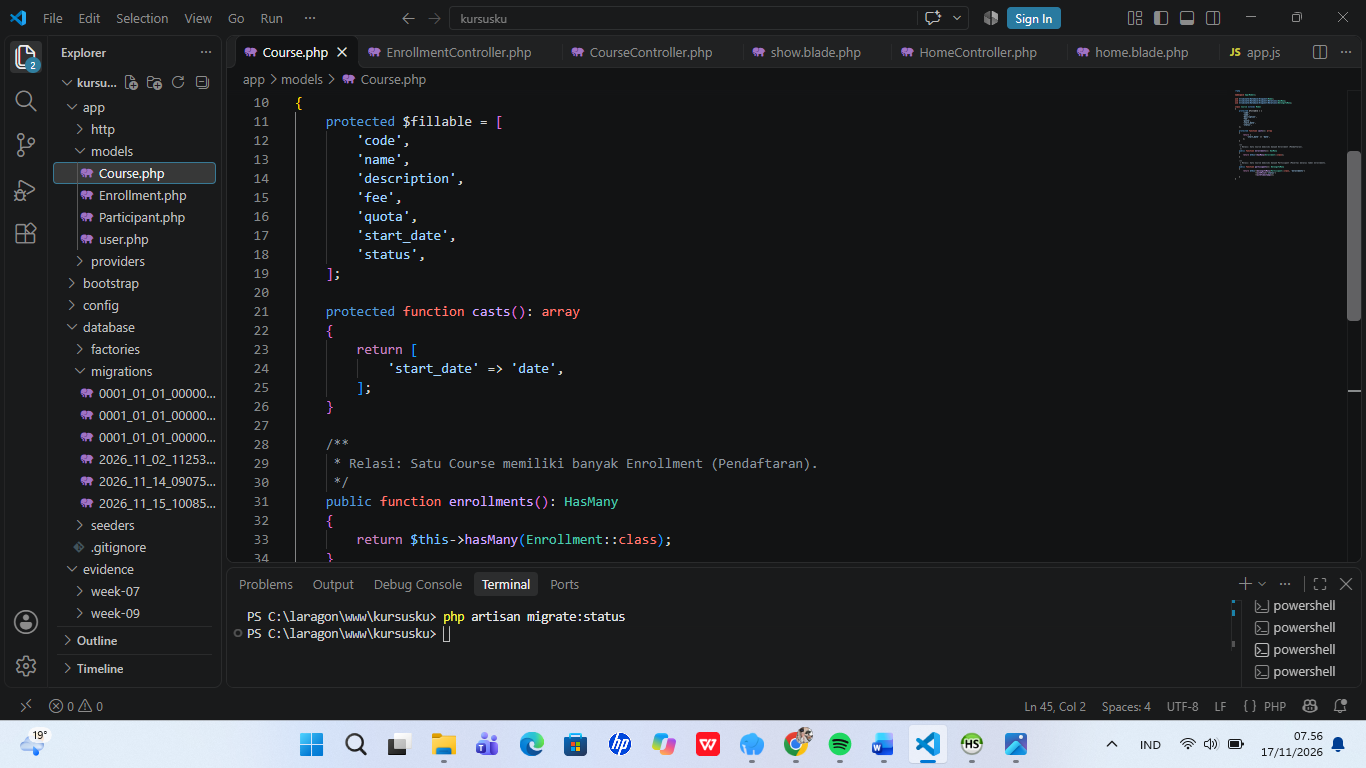 File Edit Selection View Go Run ··· kursusku Sign In
Explorer ···
Course.php EnrollmentController.php CourseController.php show.blade.php HomeController.php home.blade.php JS app.js ···
kursu...
app
http
models
Course.php
Enrollment.php
Participant.php
user.php
providers
bootstrap
config
database
factories
migrations
0001_01_01_00000...
0001_01_01_00000...
0001_01_01_00000...
2026_11_02_11253...
2026_11_14_09075...
2026_11_15_10085...
seeders
.gitignore
evidence
week-07
week-09
Outline
Timeline
2
app > models > Course.php
10 {
11 protected $fillable = [
12 'code',
13 'name',
14 'description',
15 'fee',
16 'quota',
17 'start_date',
18 'status',
19 ];
20
21 protected function casts(): array
22 {
23 return [
24 'start_date' => 'date',
25 ];
26 }
27
28 /**
29 * Relasi: Satu Course memiliki banyak Enrollment (Pendaftaran).
30 */
31 public function enrollments(): HasMany
32 {
33 return $this->hasMany(Enrollment::class);
34 }
Problems Output Debug Console Terminal Ports ···
PS C:\laragon\www\kursusku> php artisan migrate:status
PS C:\laragon\www\kursusku>
powershell
powershell
powershell
powershell
0 0 Ln 45, Col 2 Spaces: 4 UTF-8 LF { } PHP
19° IND 07.56
17/11/2026